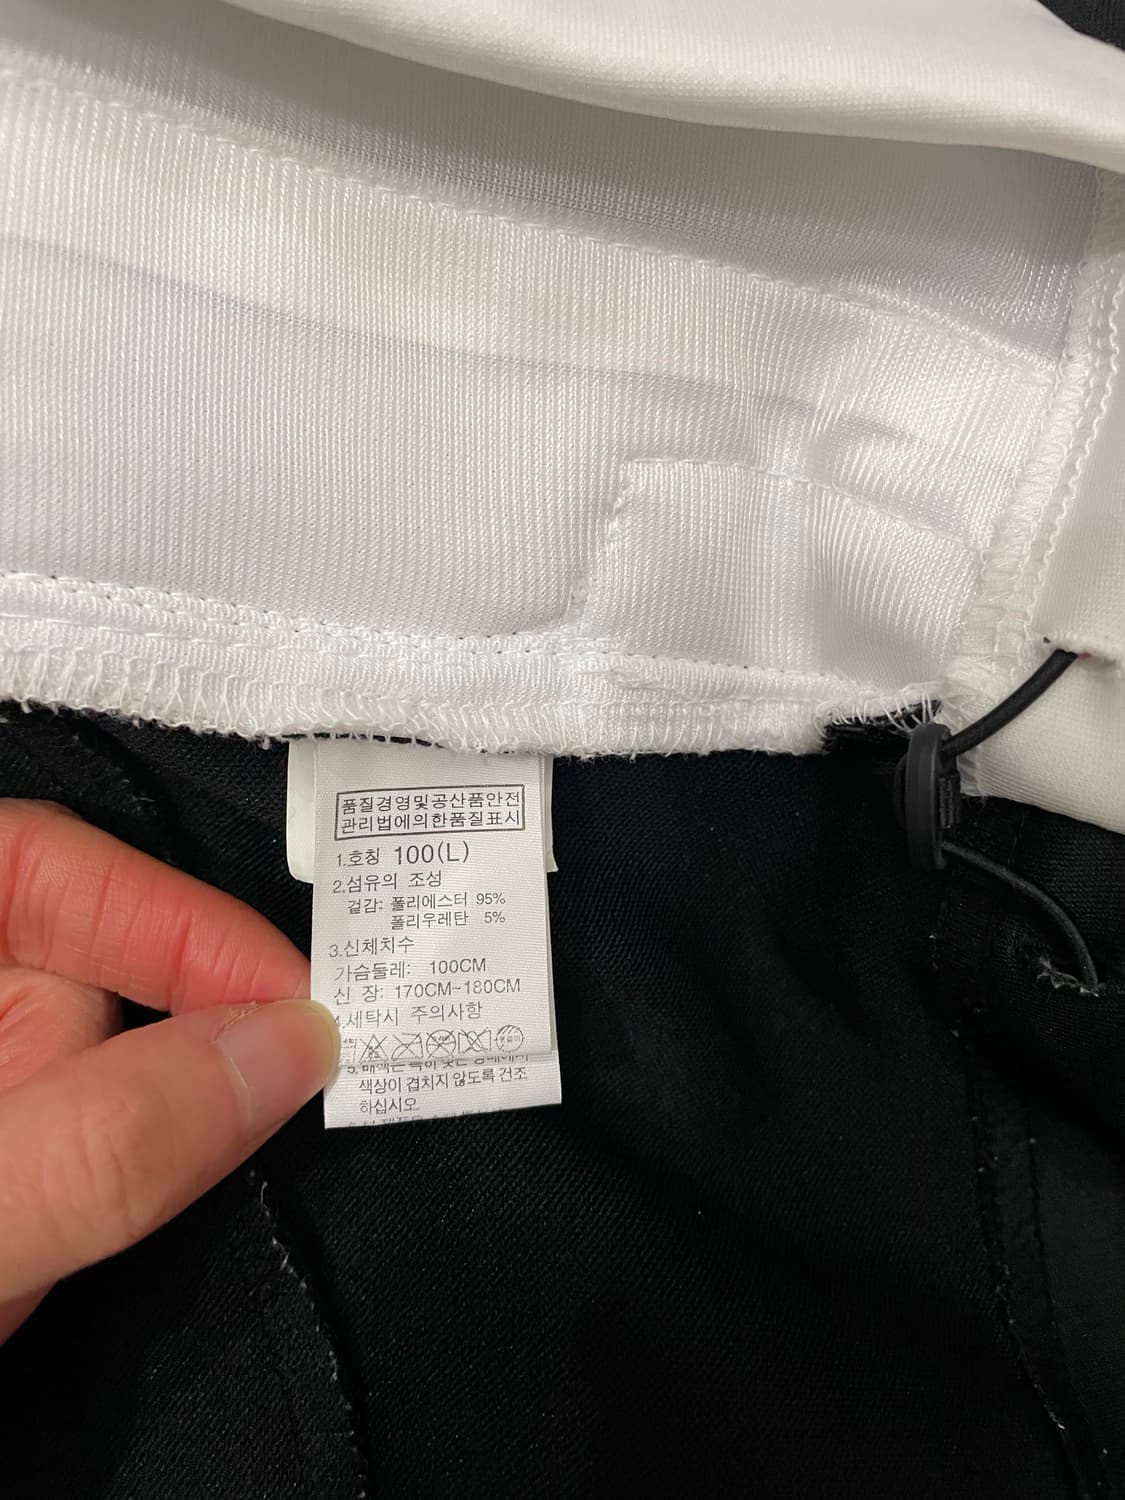 품질경영및공산품안전
관리법에의한품질표시
1.호칭 100(L)
2.섬유의 조성
겉감: 폴리에스터 95%
폴리우레탄 5%
3.신체치수
가슴둘레: 100CM
신 장: 170CM~180CM
4.세탁시 주의사항
색상이 겹치지 않도록 건조
하십시오